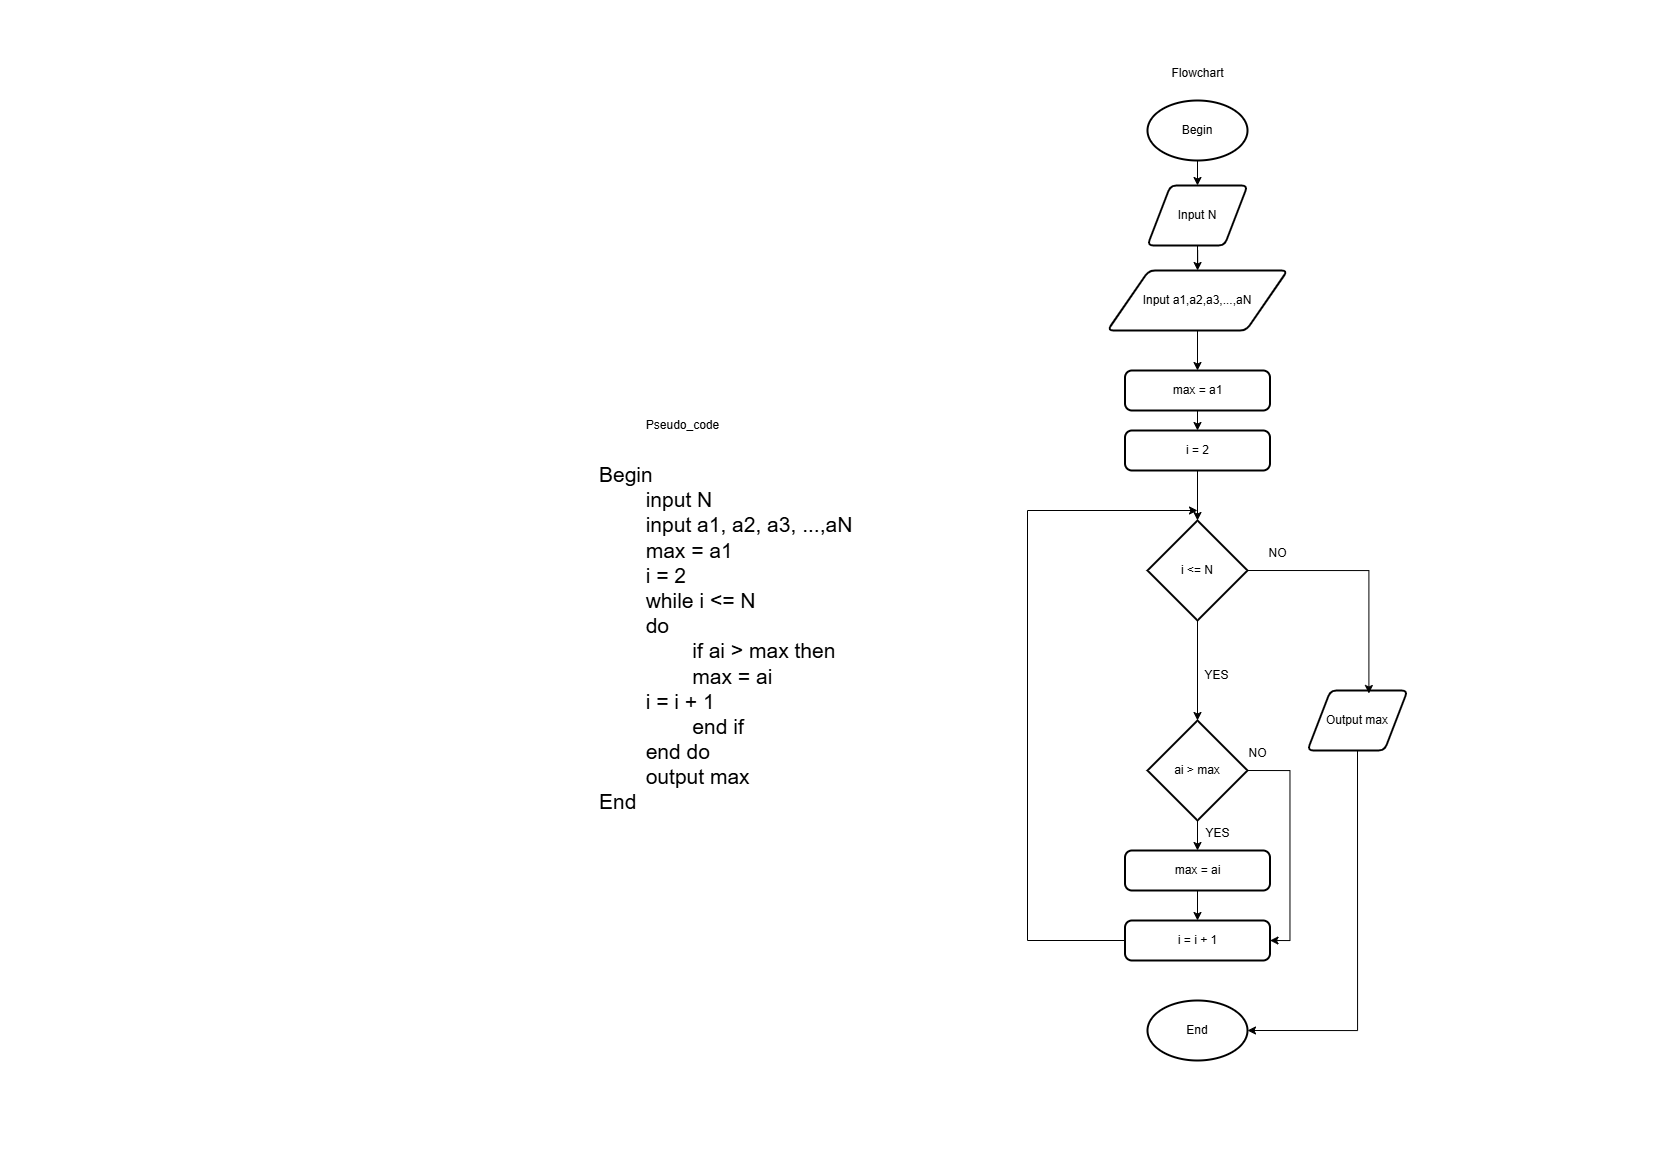 Pseudo_code
Begin
input N
input a1, a2, a3, ...,aN
max = a1
i = 2
while i <= N
do
if ai > max then
max = ai
i = i + 1
end if
end do
output max
End
Flowchart
Begin
Input N
Input a1,a2,a3,...,aN
max = a1
i = 2
i <= N
NO
YES
Output max
ai > max
NO
YES
max = ai
i = i + 1
End